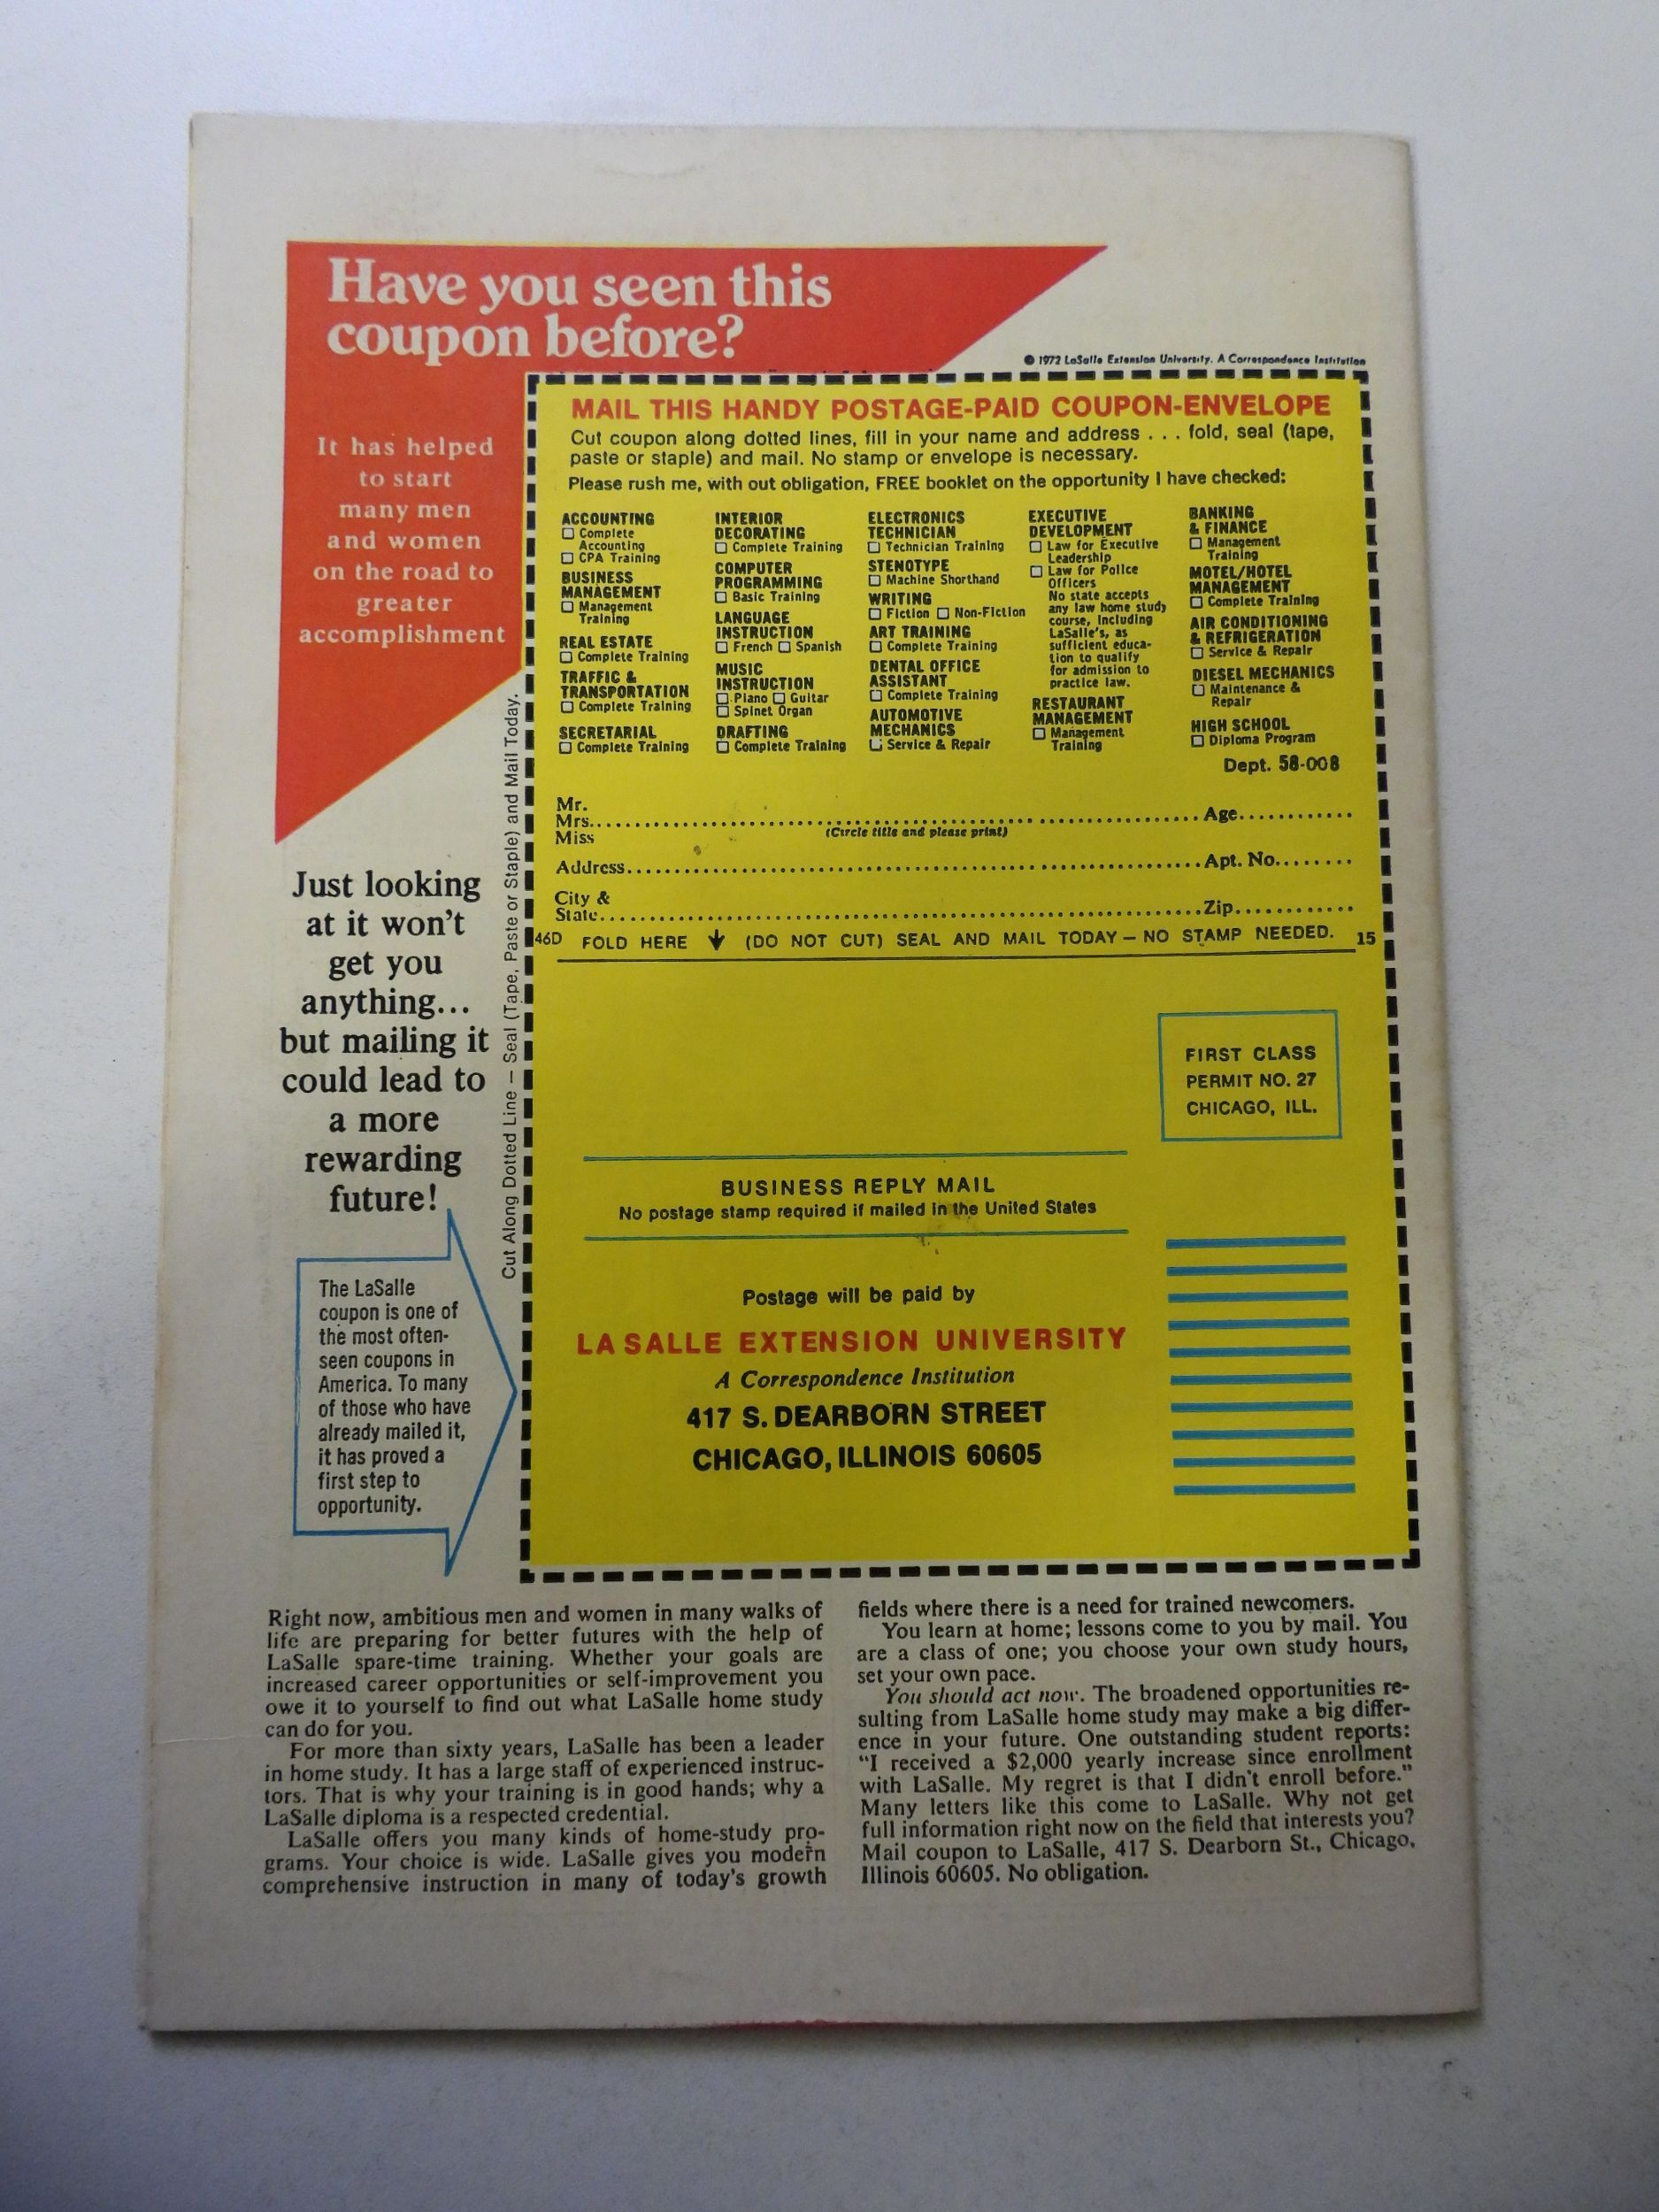 Have you seen this
coupon before?
© 1972 LaSalle Extension University. A Correspondence Institution
It has helped
to start
many men
and women
on the road to
greater
accomplishment
MAIL THIS HANDY POSTAGE-PAID COUPON-ENVELOPE
Cut coupon along dotted lines, fill in your name and address . . . fold, seal (tape,
paste or staple) and mail. No stamp or envelope is necessary.
Please rush me, with out obligation, FREE booklet on the opportunity I have checked:
ACCOUNTING
Complete
Accounting
CPA Training
BUSINESS
MANAGEMENT
Management
Training
REAL ESTATE
Complete Training
TRAFFIC &
TRANSPORTATION
Complete Training
SECRETARIAL
Complete Training
INTERIOR
DECORATING
Complete Training
COMPUTER
PROGRAMMING
Basic Training
LANGUAGE
INSTRUCTION
French Spanish
MUSIC
INSTRUCTION
Piano Guitar
Spinet Organ
DRAFTING
Complete Training
ELECTRONICS
TECHNICIAN
Technician Training
STENOTYPE
Machine Shorthand
WRITING
Fiction Non-Fiction
ART TRAINING
Complete Training
DENTAL OFFICE
ASSISTANT
Complete Training
AUTOMOTIVE
MECHANICS
Service & Repair
EXECUTIVE
DEVELOPMENT
Law for Executive
Leadership
Law for Police
Officers
No state accepts
any law home study
course, including
LaSalle's, as
sufficient educa-
tion to qualify
for admission to
practice law.
RESTAURANT
MANAGEMENT
Management
Training
BANKING
& FINANCE
Management
Training
MOTEL/HOTEL
MANAGEMENT
Complete Training
AIR CONDITIONING
& REFRIGERATION
Service & Repair
DIESEL MECHANICS
Maintenance &
Repair
HIGH SCHOOL
Diploma Program
Dept. 58-008
Mr.
Mrs. Age
Miss (Circle title and please print)
Address Apt. No.
City &
State Zip
46D FOLD HERE (DO NOT CUT) SEAL AND MAIL TODAY – NO STAMP NEEDED. 15
Cut Along Dotted Line – Seal (Tape, Paste or Staple) and Mail Today.
Just looking
at it won't
get you
anything...
but mailing it
could lead to
a more
rewarding
future!
The LaSalle
coupon is one of
the most often-
seen coupons in
America. To many
of those who have
already mailed it,
it has proved a
first step to
opportunity.
FIRST CLASS
PERMIT NO. 27
CHICAGO, ILL.
BUSINESS REPLY MAIL
No postage stamp required if mailed in the United States
Postage will be paid by
LA SALLE EXTENSION UNIVERSITY
A Correspondence Institution
417 S. DEARBORN STREET
CHICAGO, ILLINOIS 60605
Right now, ambitious men and women in many walks of
life are preparing for better futures with the help of
LaSalle spare-time training. Whether your goals are
increased career opportunities or self-improvement you
owe it to yourself to find out what LaSalle home study
can do for you.
For more than sixty years, LaSalle has been a leader
in home study. It has a large staff of experienced instruc-
tors. That is why your training is in good hands; why a
LaSalle diploma is a respected credential.
LaSalle offers you many kinds of home-study pro-
grams. Your choice is wide. LaSalle gives you modern
comprehensive instruction in many of today's growth
fields where there is a need for trained newcomers.
You learn at home; lessons come to you by mail. You
are a class of one; you choose your own study hours,
set your own pace.
You should act now. The broadened opportunities re-
sulting from LaSalle home study may make a big differ-
ence in your future. One outstanding student reports:
"I received a $2,000 yearly increase since enrollment
with LaSalle. My regret is that I didn't enroll before."
Many letters like this come to LaSalle. Why not get
full information right now on the field that interests you?
Mail coupon to LaSalle, 417 S. Dearborn St., Chicago,
Illinois 60605. No obligation.